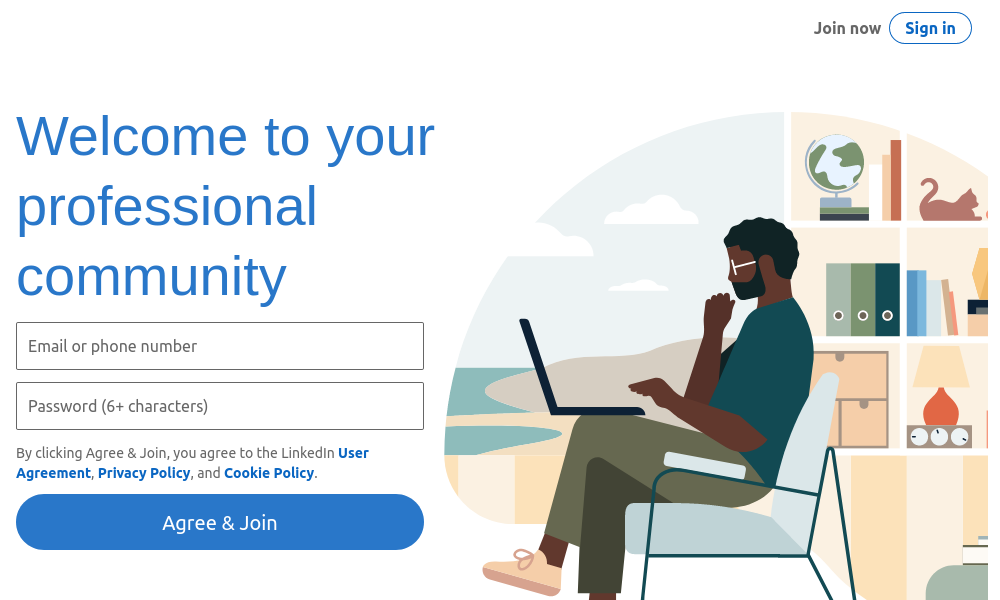 Join now
Sign in
Welcome to your
professional
community
Email or phone number
Password (6+ characters)
By clicking Agree & Join, you agree to the LinkedIn User
Agreement, Privacy Policy, and Cookie Policy.
Agree & Join